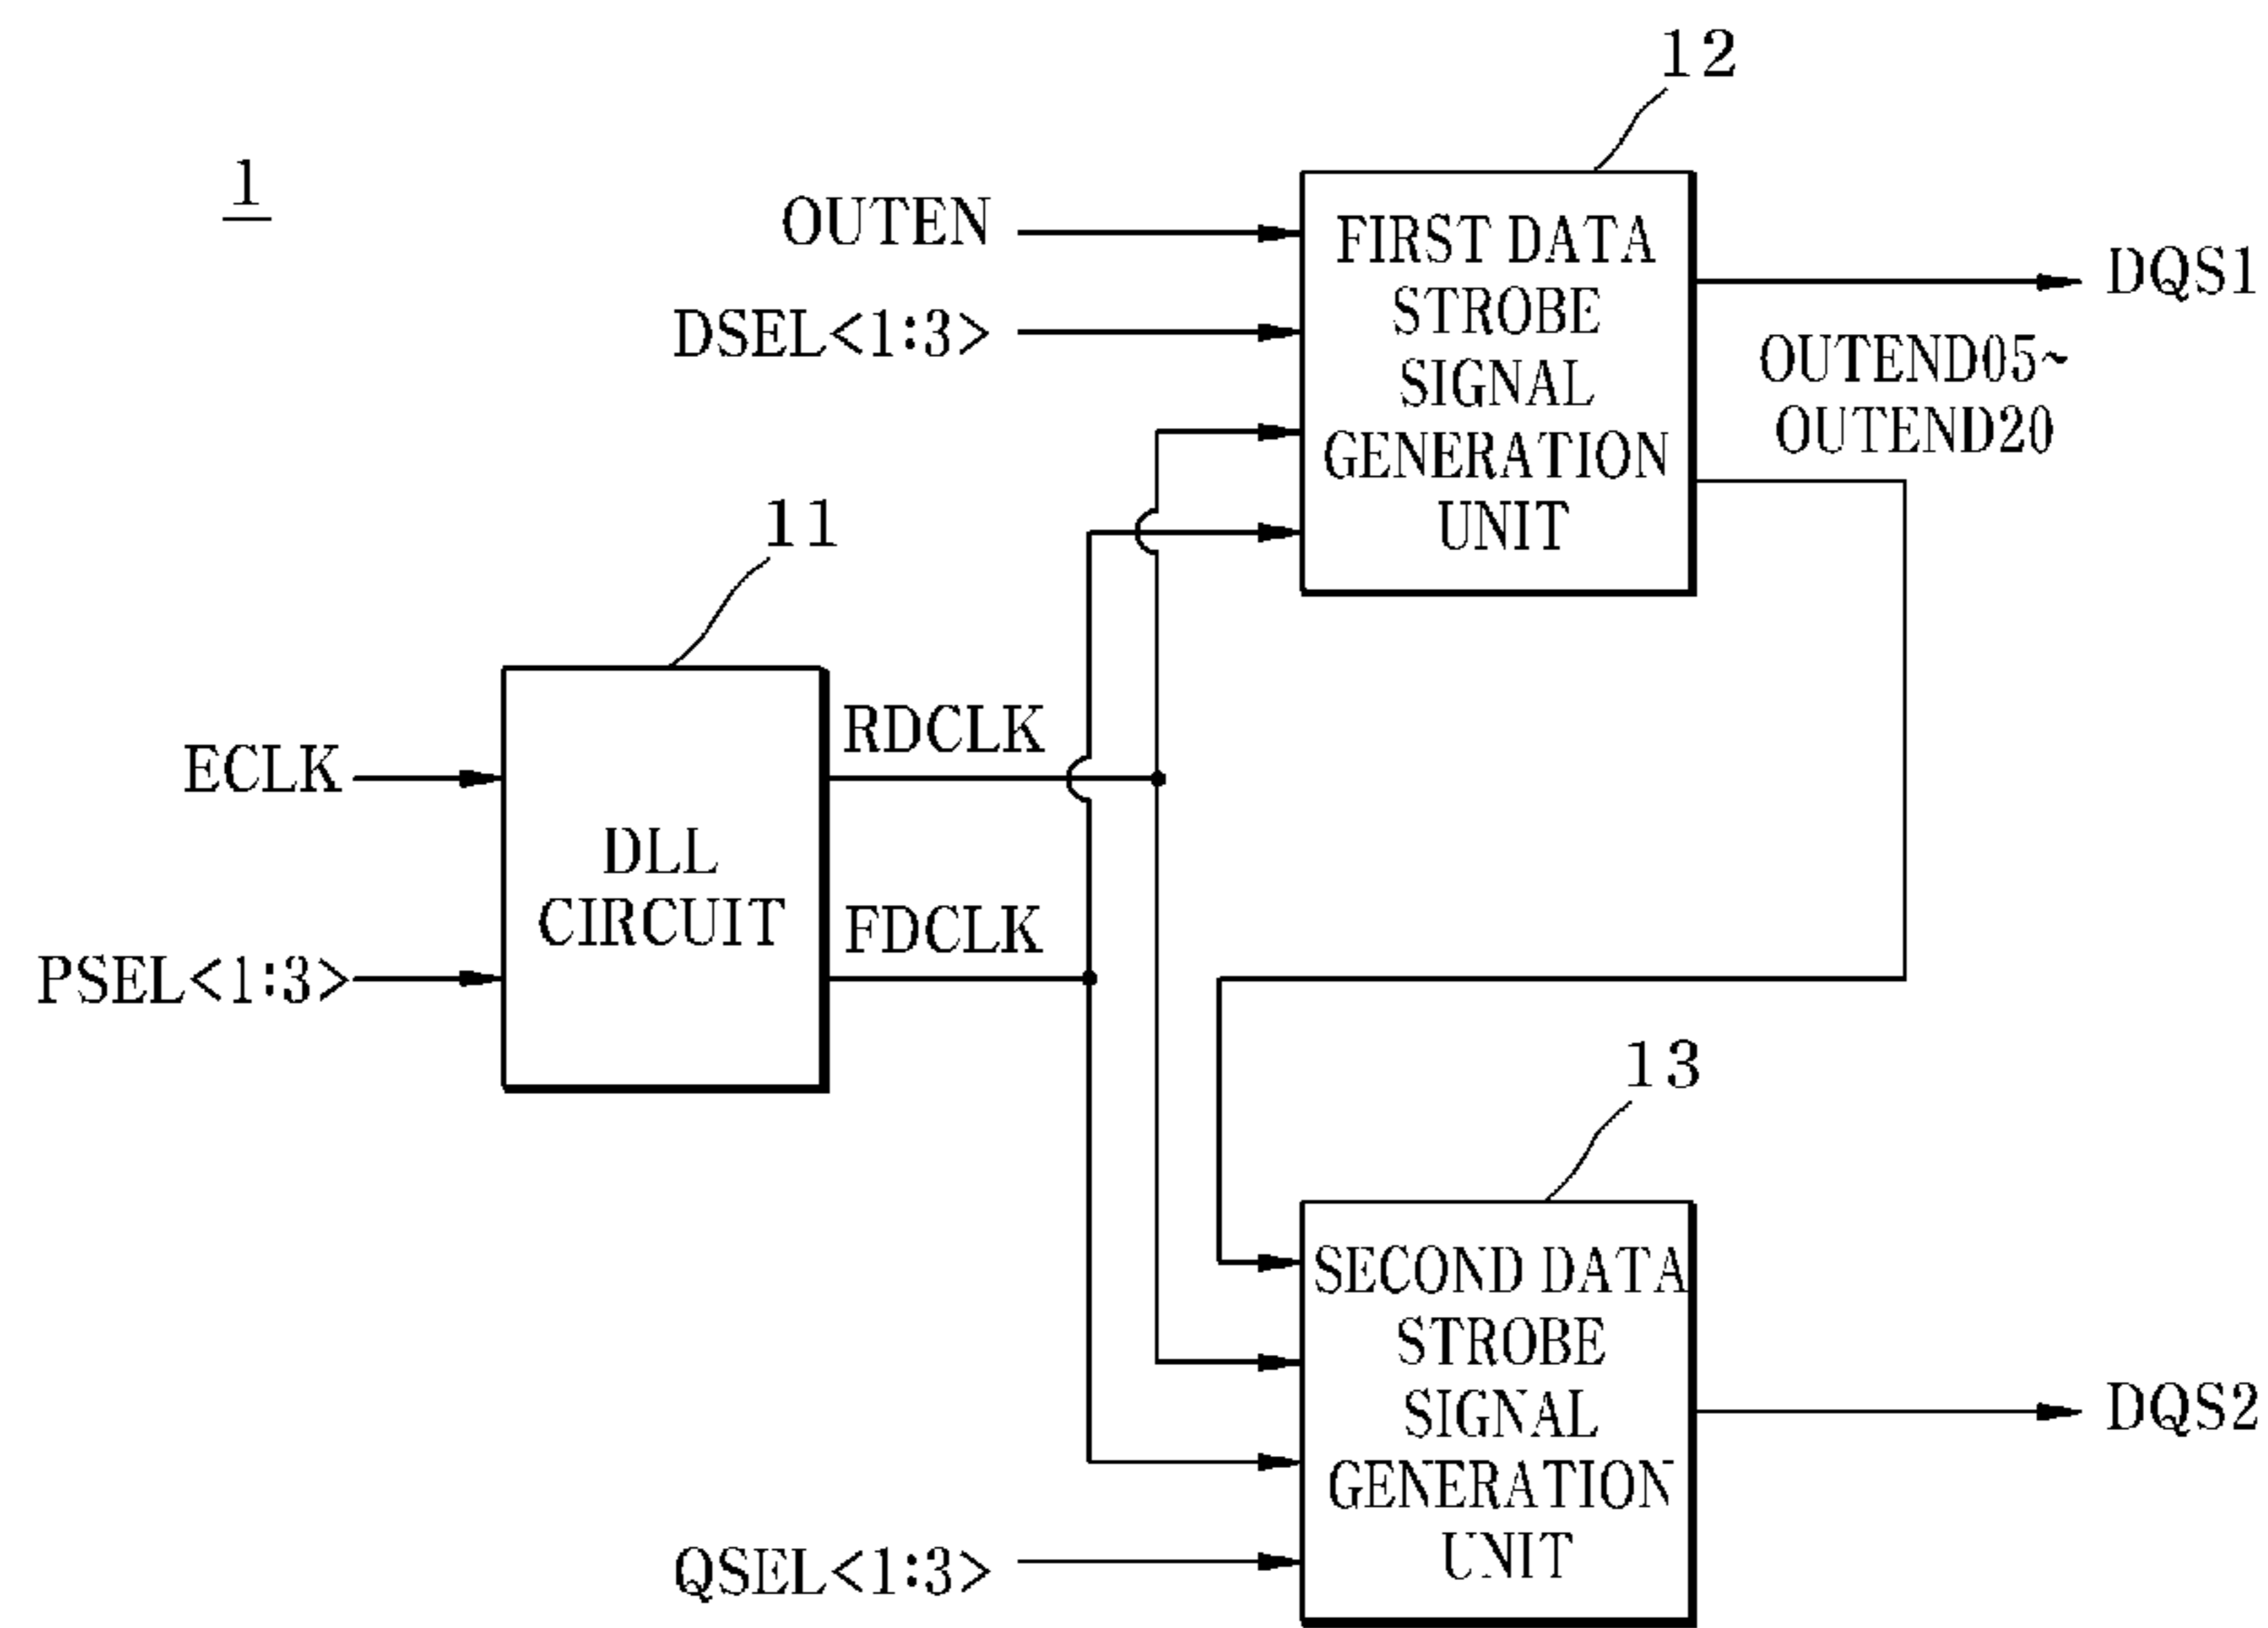 12
1
OUTEN
DSEL<1:3>
FIRST DATA
STROBE
SIGNAL
GENERATION
UNIT
DQS1
OUTEND05~
OUTEND20
11
ECLK
PSEL<1:3>
DLL
CIRCUIT
RDCLK
FDCLK
13
SECOND DATA
STROBE
SIGNAL
GENERATION
UNIT
QSEL<1:3>
DQS2